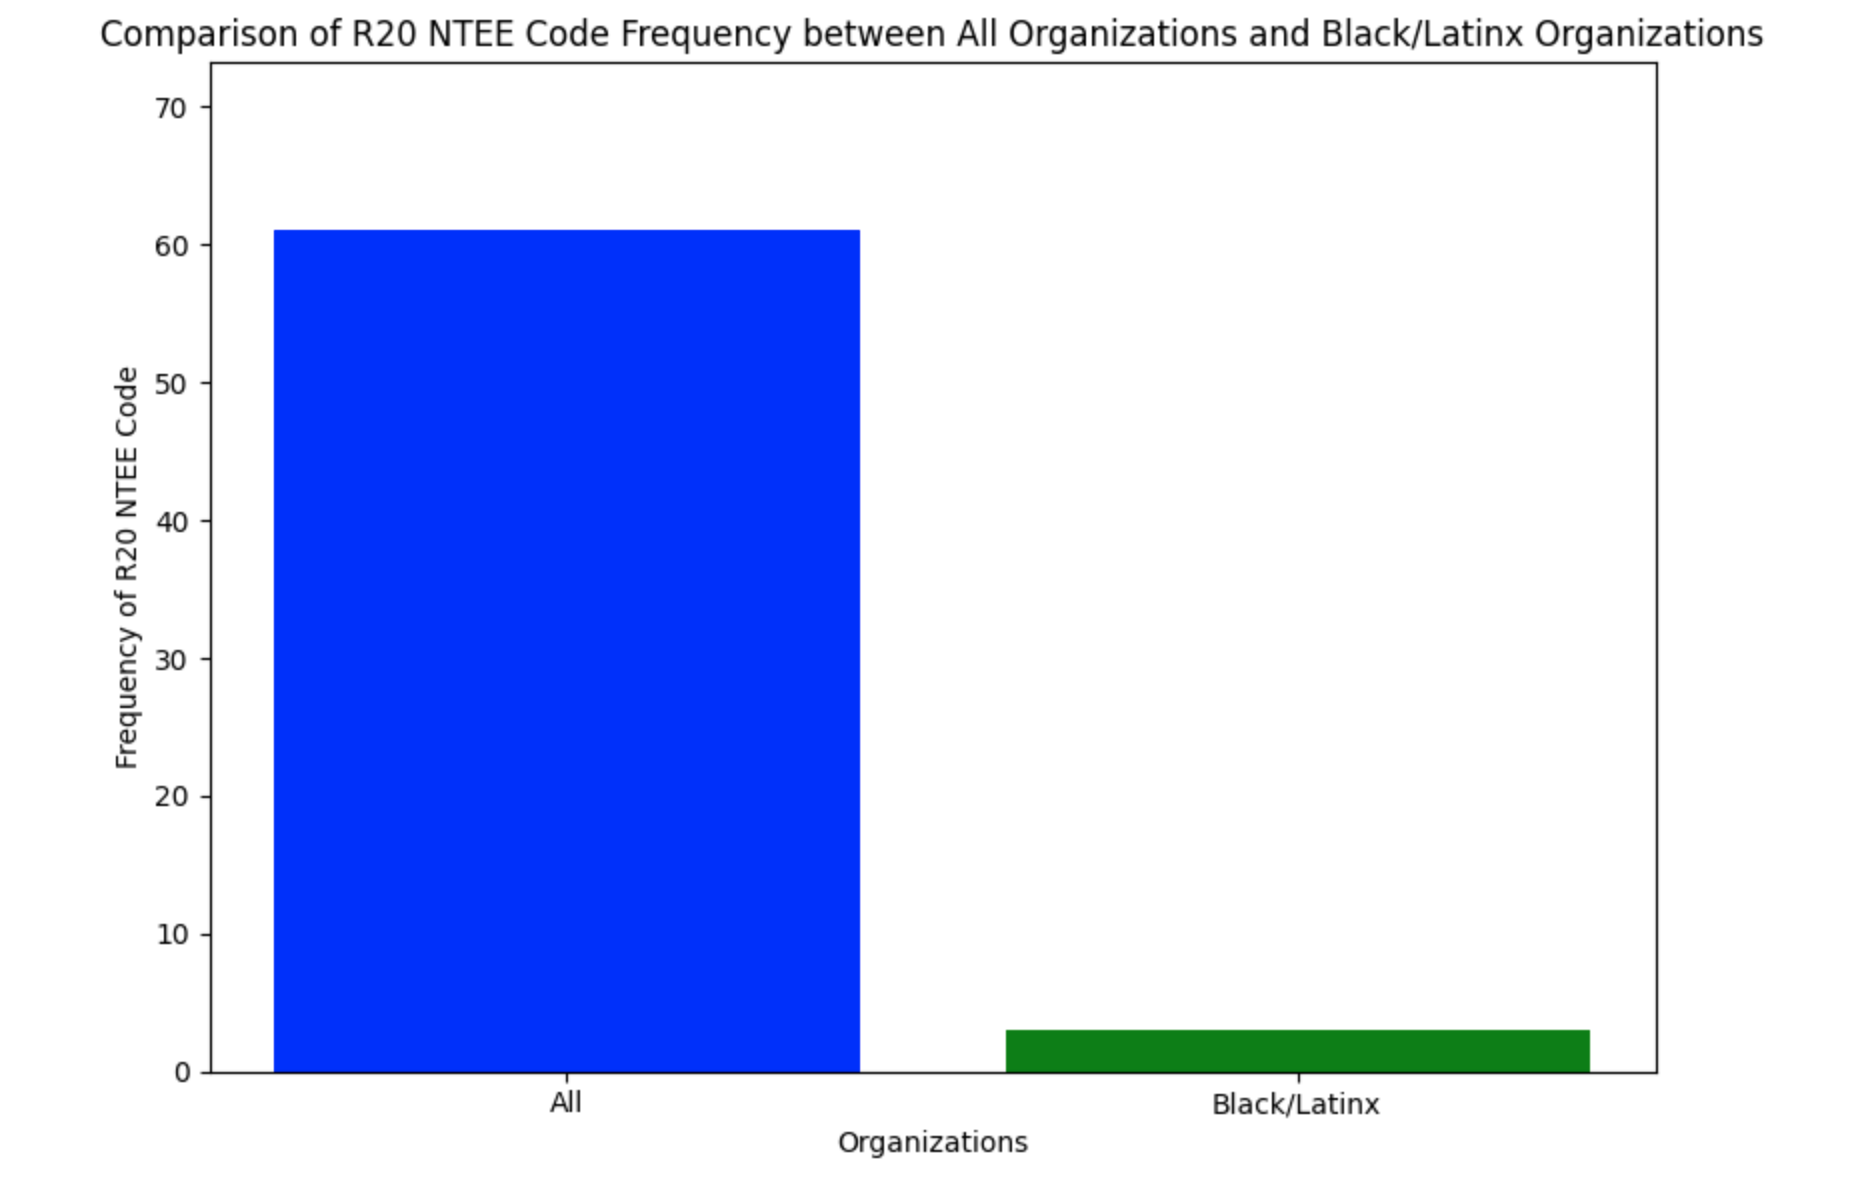 Comparison of R20 NTEE Code Frequency between All Organizations and Black/Latinx Organizations
Frequency of R20 NTEE Code
70
60
50
40
30
20
10
0
All
Black/Latinx
Organizations